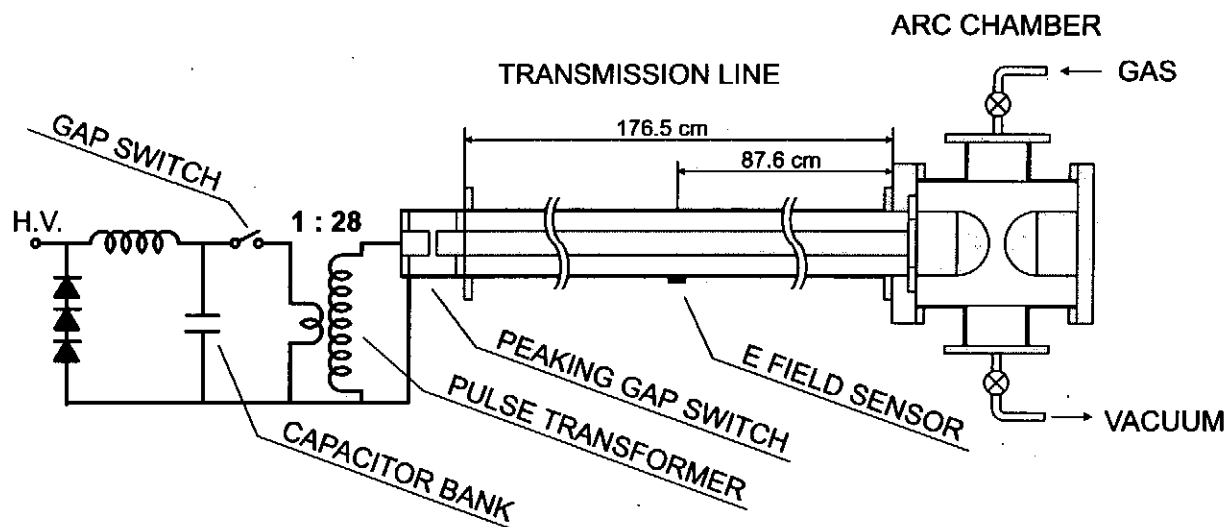 ARC CHAMBER
GAS
TRANSMISSION LINE
176.5 cm
87.6 cm
GAP SWITCH
H.V.
1 : 28
PEAKING GAP SWITCH
E FIELD SENSOR
PULSE TRANSFORMER
CAPACITOR BANK
VACUUM